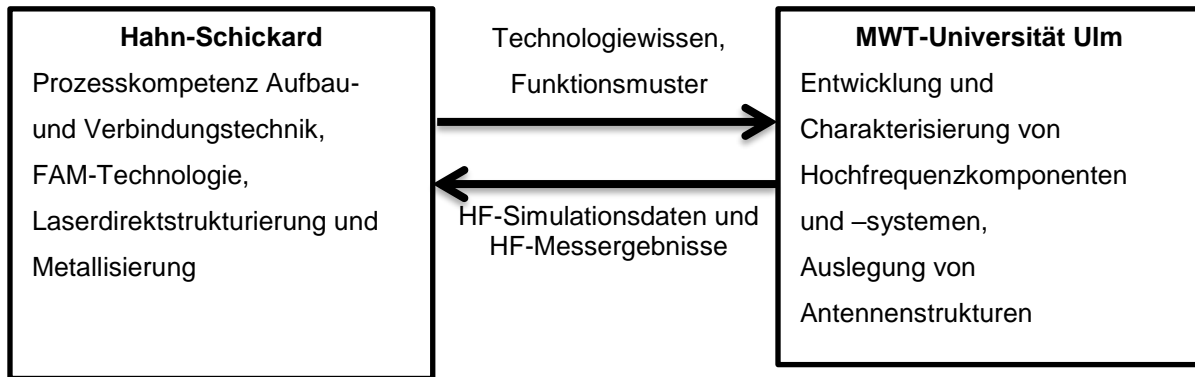 Hahn-Schickard
Prozesskompetenz Aufbau-
und Verbindungstechnik,
FAM-Technologie,
Laserdirektstrukturierung und
Metallisierung
Technologiewissen,
Funktionsmuster
HF-Simulationsdaten und
HF-Messergebnisse
MWT-Universität Ulm
Entwicklung und
Charakterisierung von
Hochfrequenzkomponenten
und –systemen,
Auslegung von
Antennenstrukturen